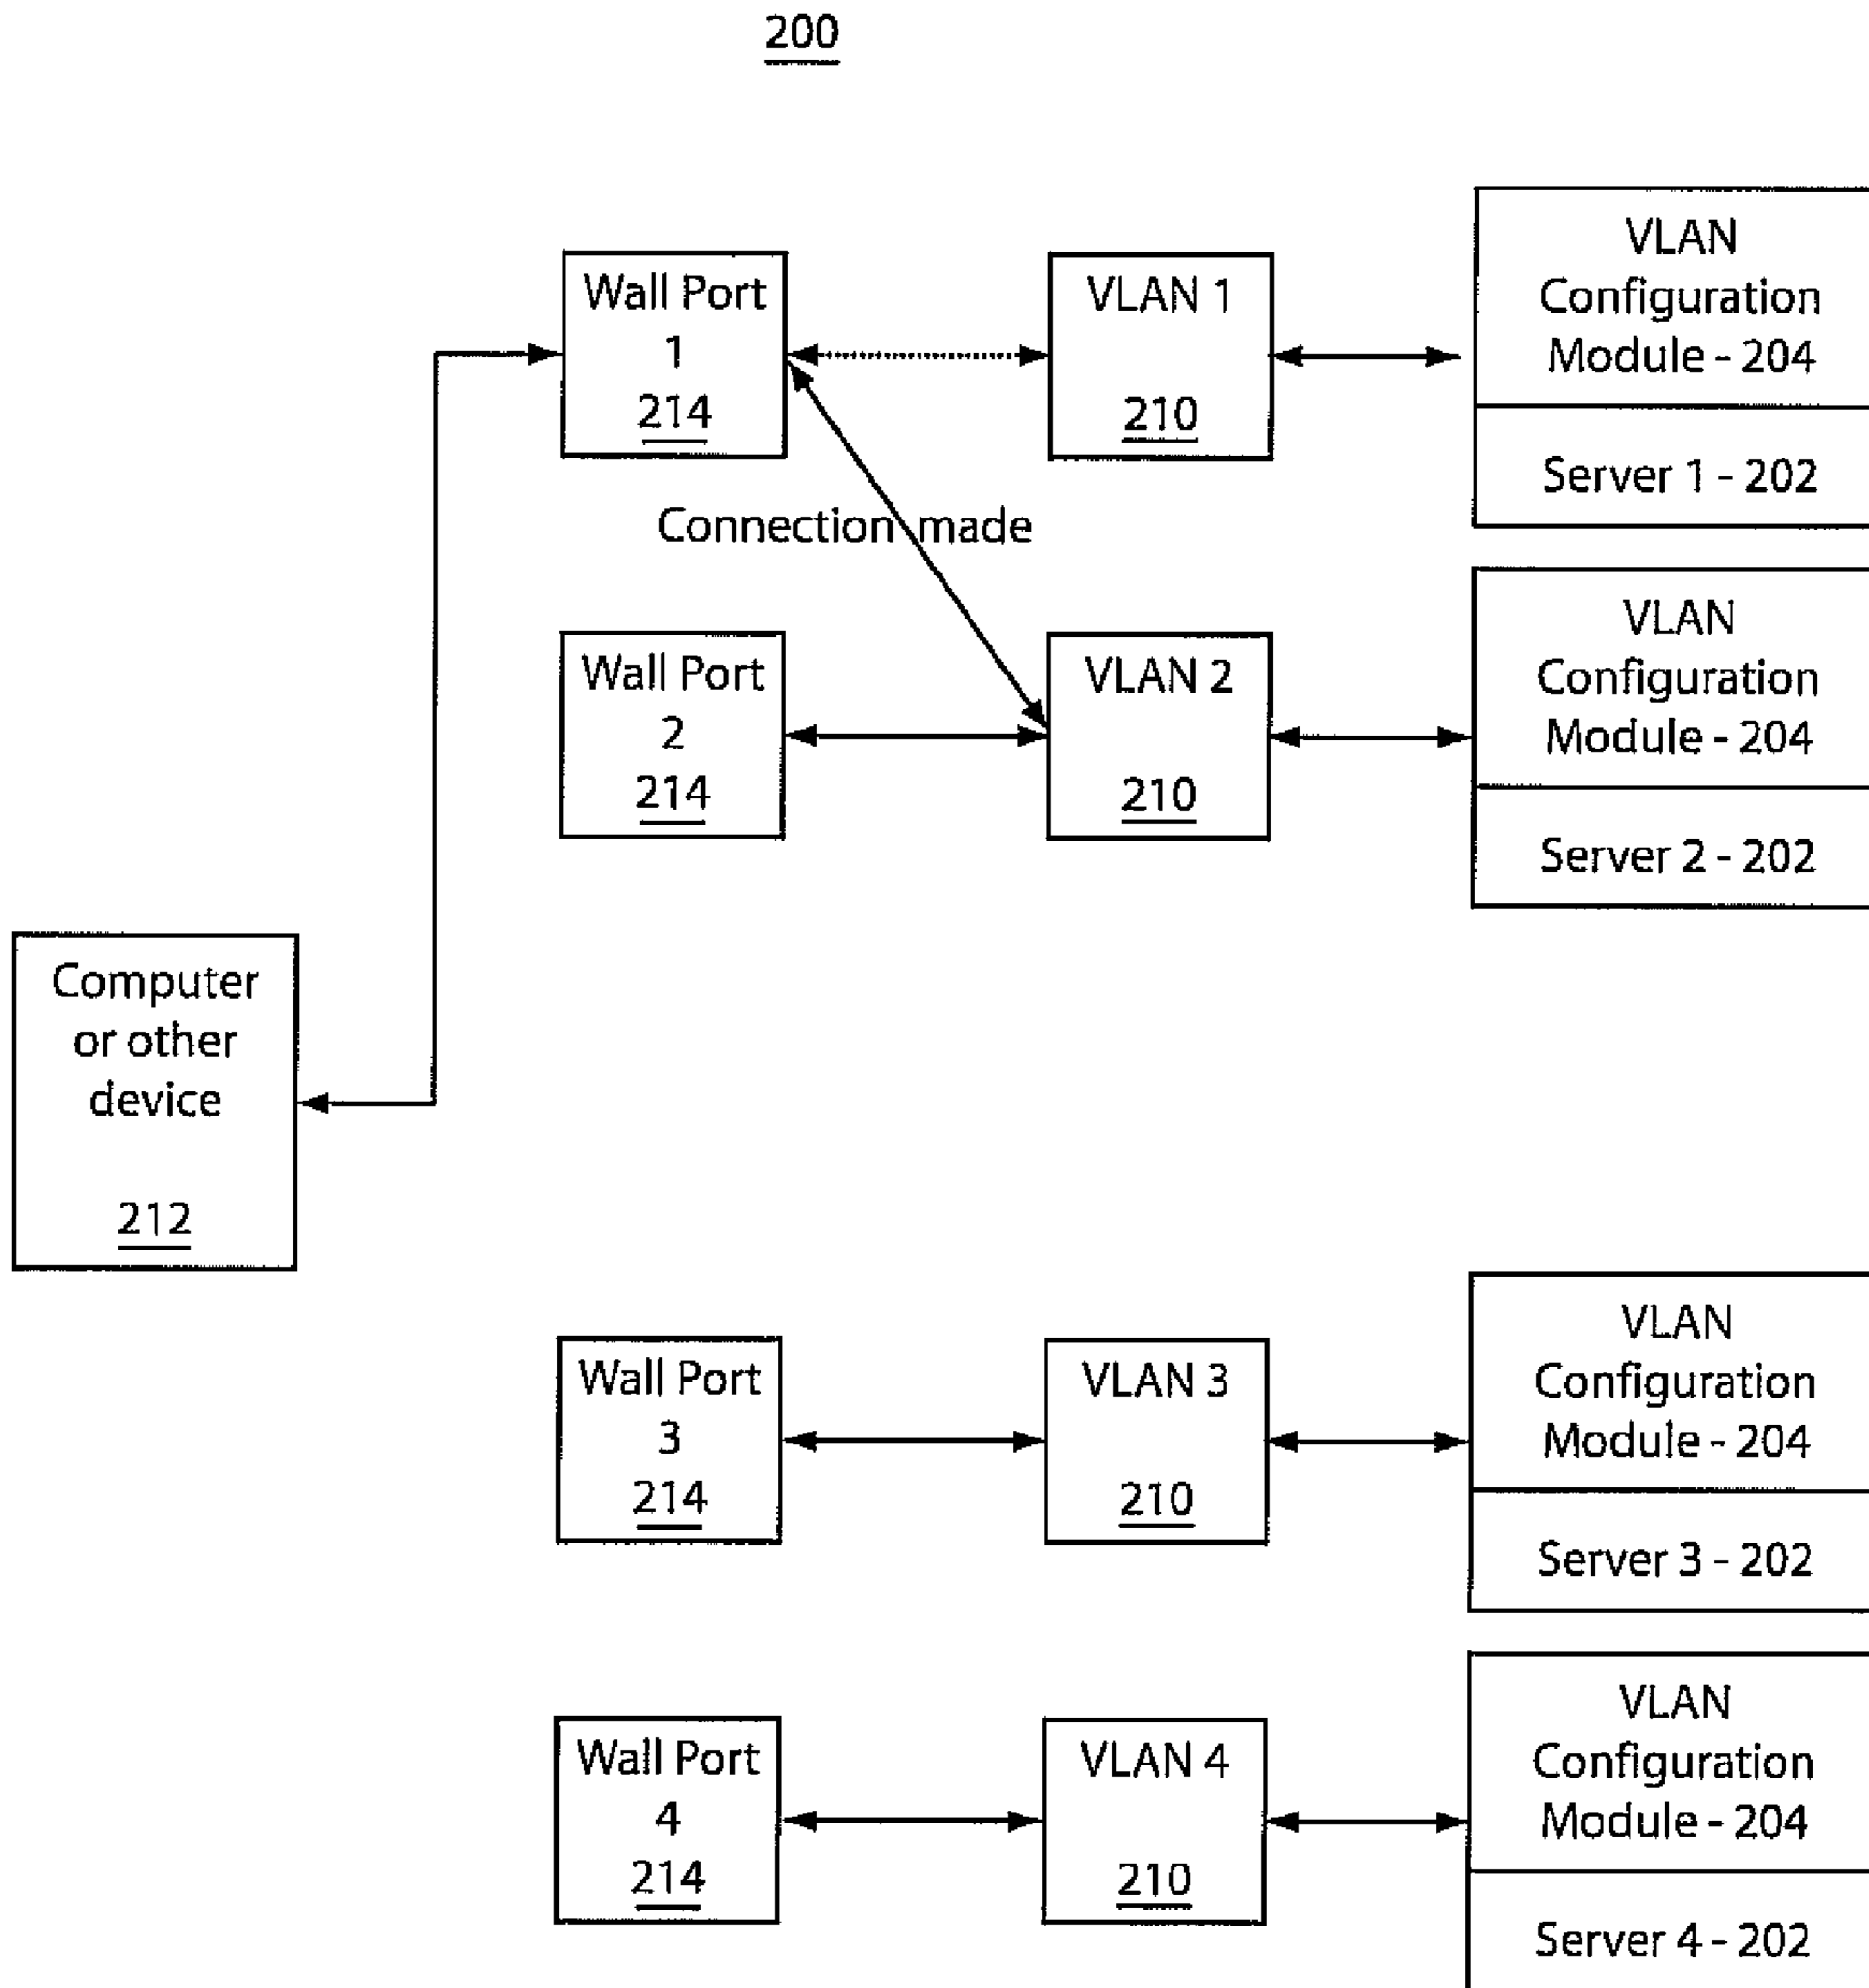 200
Wall Port
1
214
VLAN 1
210
VLAN
Configuration
Module - 204
Server 1 - 202
Connection made
Wall Port
2
214
VLAN 2
210
VLAN
Configuration
Module - 204
Server 2 - 202
Computer
or other
device
212
Wall Port
3
214
VLAN 3
210
VLAN
Configuration
Module - 204
Server 3 - 202
Wall Port
4
214
VLAN 4
210
VLAN
Configuration
Module - 204
Server 4 - 202